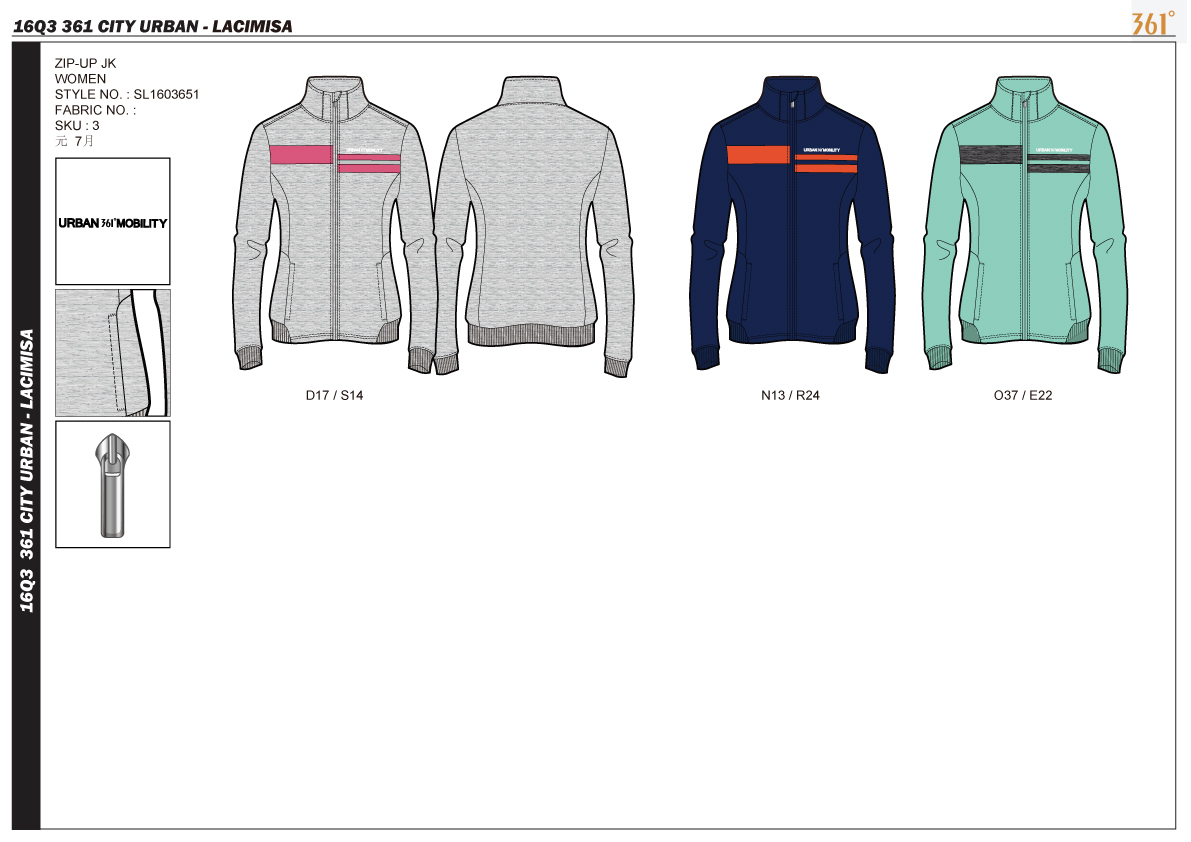 16Q3 361 CITY URBAN - LACIMISA
361°
ZIP-UP JK
WOMEN
STYLE NO. : SL1603651
FABRIC NO. :
SKU : 3
元 7月
URBAN 361° MOBILITY
URBAN 361° MOBILITY
URBAN 361° MOBILITY
URBAN 361° MOBILITY
D17 / S14
N13 / R24
O37 / E22
16Q3 361 CITY URBAN - LACIMISA